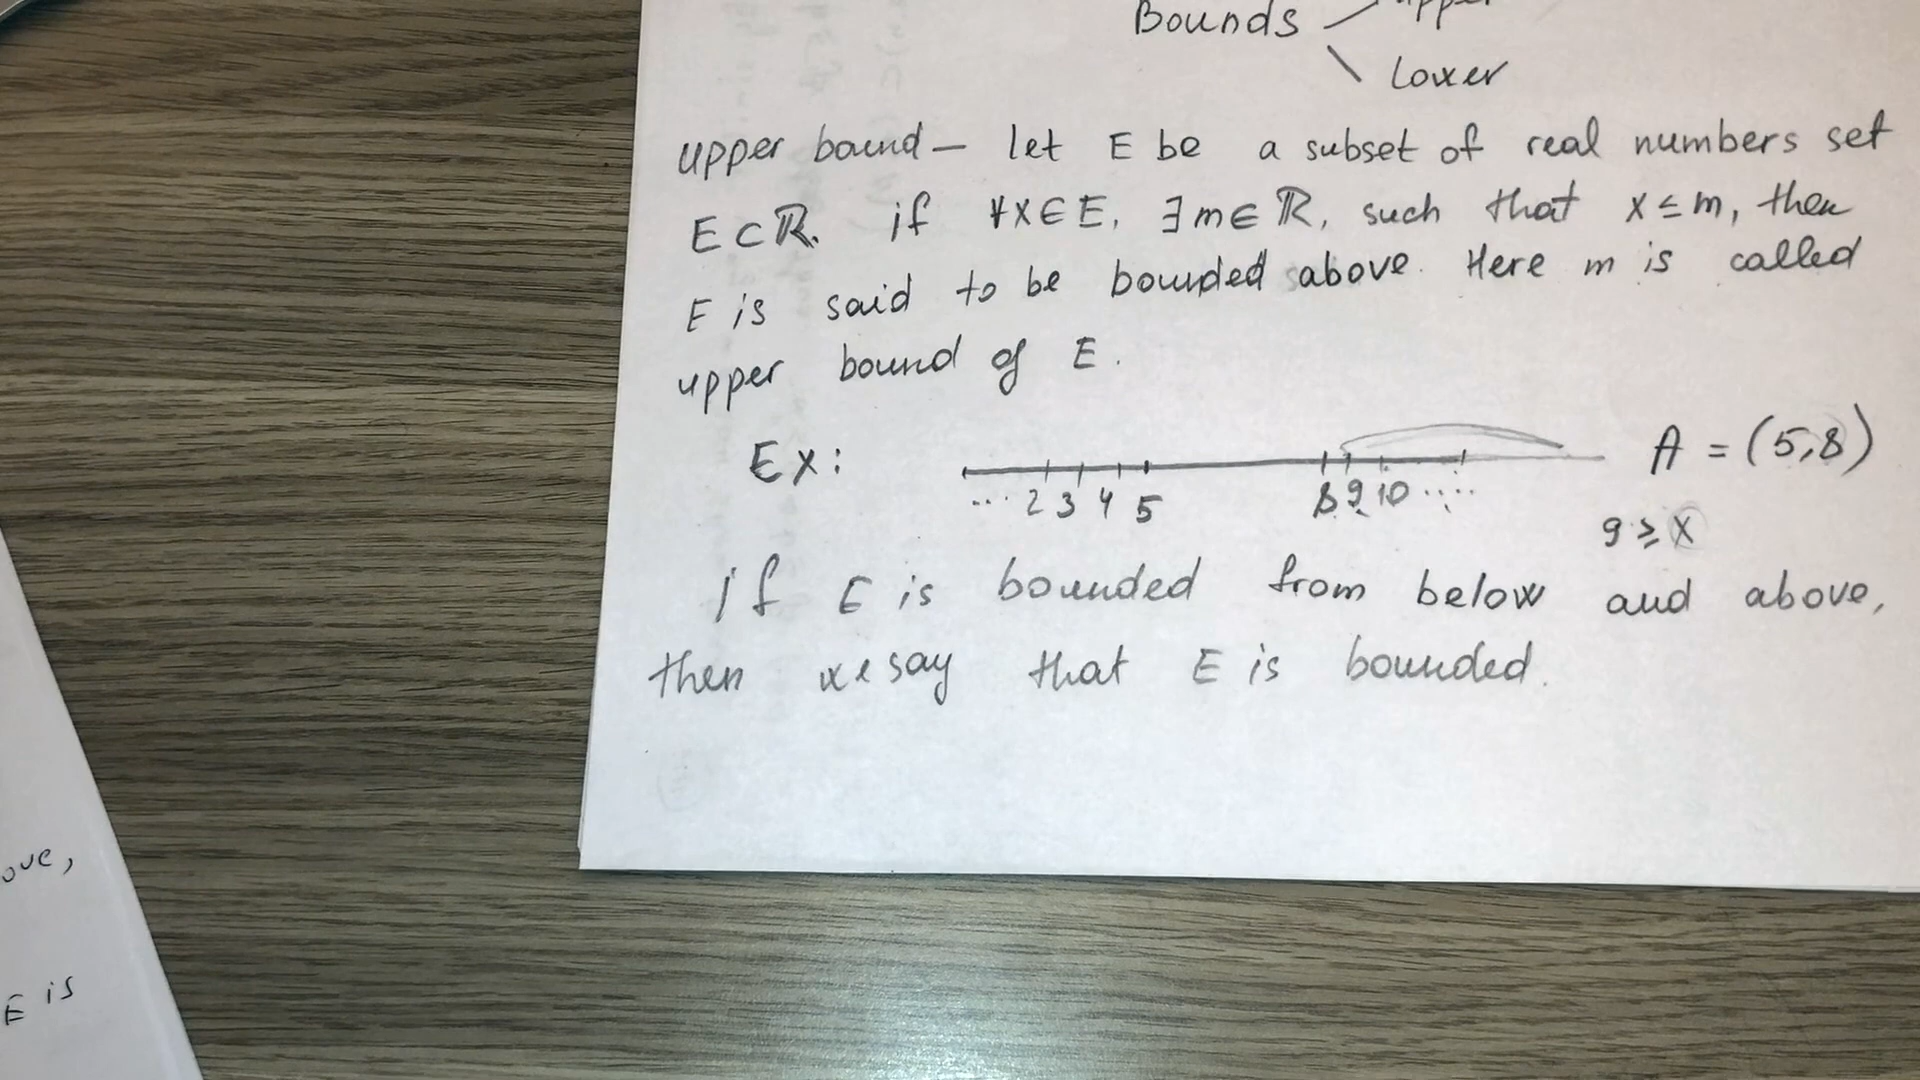 Bounds upper
Lower
upper bound – let E be a subset of real numbers set
E⊂ℝ. if ∀x∈E, ∃m∈ℝ, such that x≤m, then
E is said to be bounded above. Here m is called
upper bound of E.
Ex: A = (5,8)
... 2 3 4 5 8 9 10 .....
9 ≥ x
If E is bounded from below and above,
then we say that E is bounded.
ove,
E is